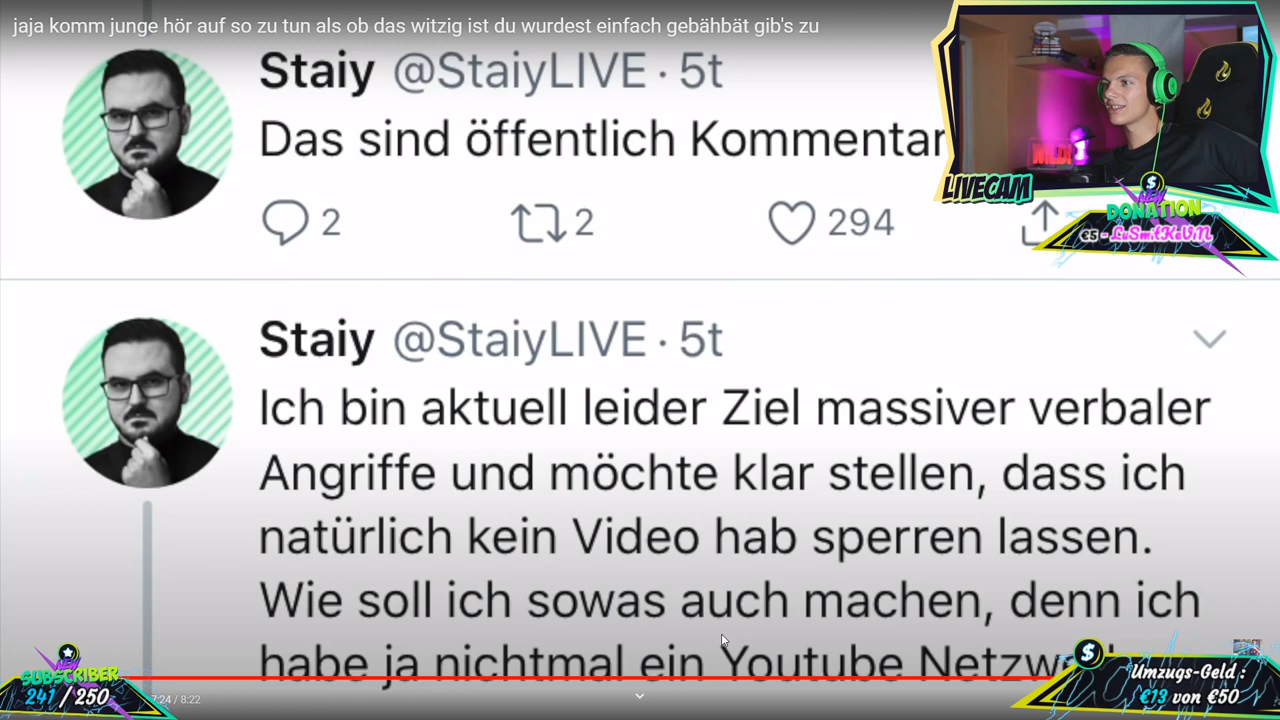 jaja komm junge hör auf so zu tun als ob das witzig ist du wurdest einfach gebähbät gib's zu
Staiy @StaiyLIVE · 5t
Das sind öffentlich Kommentar
2 2 294
LIVECAM
NEW
DONATION
€5 - LuSmitKeViN
Staiy @StaiyLIVE · 5t
Ich bin aktuell leider Ziel massiver verbaler
Angriffe und möchte klar stellen, dass ich
natürlich kein Video hab sperren lassen.
Wie soll ich sowas auch machen, denn ich
habe ja nichtmal ein Youtube Netzw
NEW
SUBSCRIBER
241 / 250
7:24 / 8:22
Umzugs-Geld :
€13 von €50